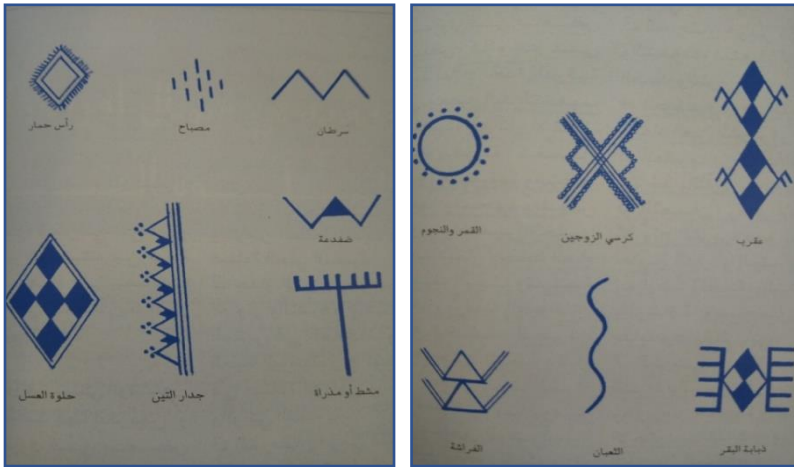 رأس حمار
مصباح
سرطان
ضفدعة
حلوة العسل
جدار التين
مشط أو مذراة
القمر والنجوم
كرسي الزوجين
عقرب
الفراشة
الثعبان
ذبابة البقر